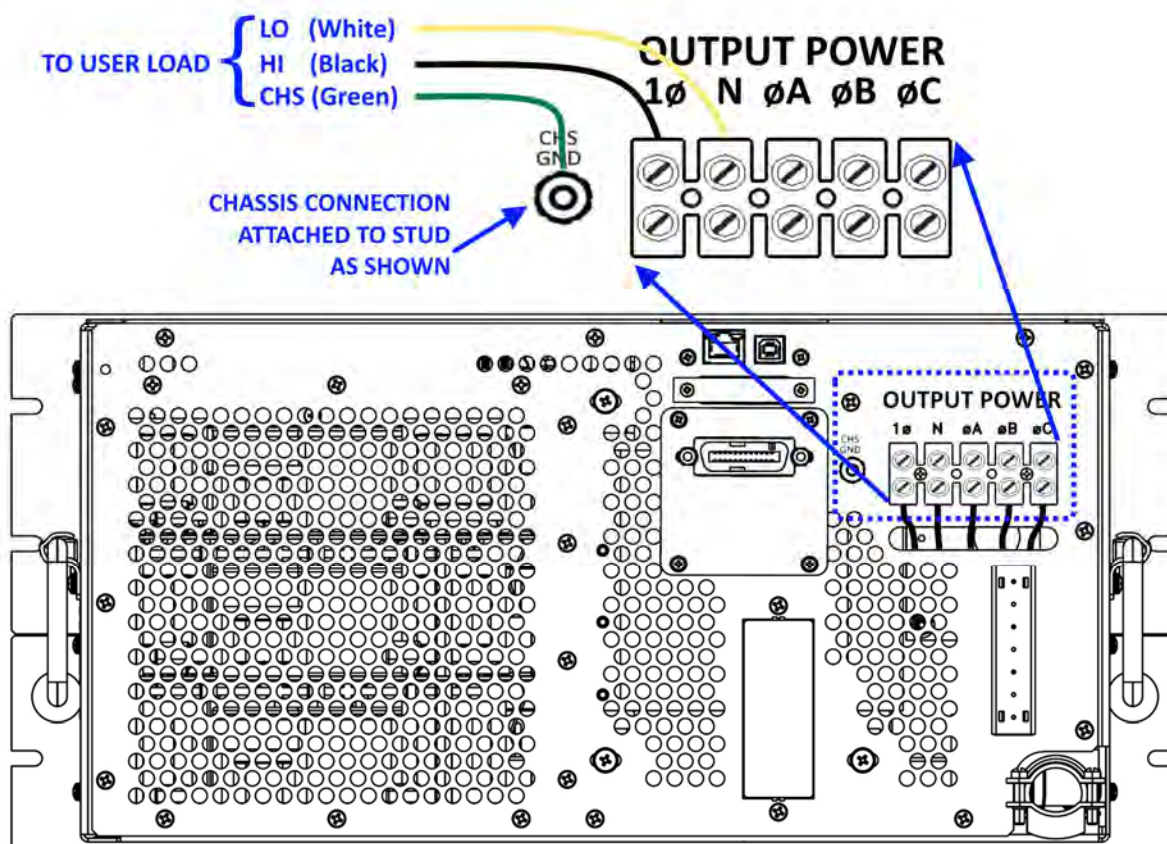 TO USER LOAD
LO (White)
HI (Black)
CHS (Green)
OUTPUT POWER
1ø N øA øB øC
CHS
GND
CHASSIS CONNECTION
ATTACHED TO STUD
AS SHOWN
OUTPUT POWER
1ø N øA øB øC
CHS
GND